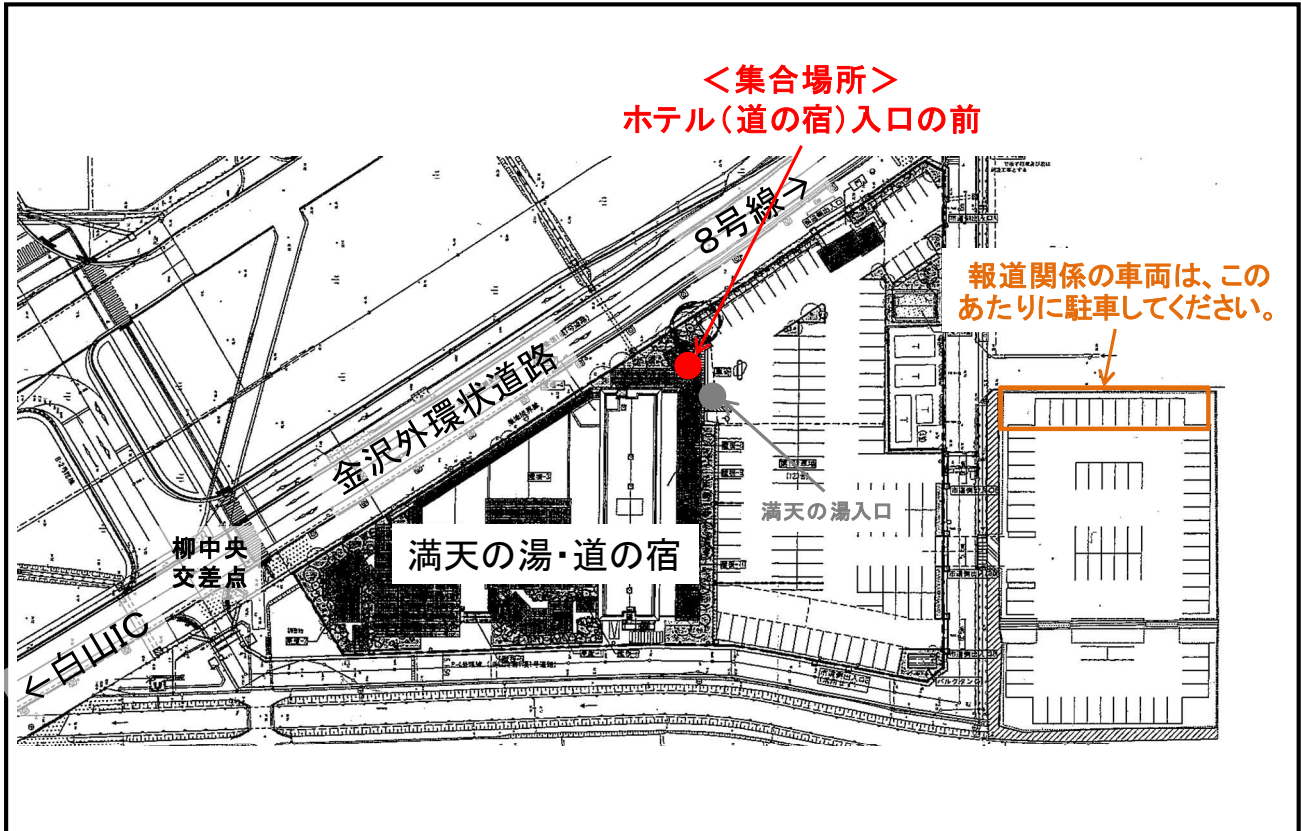 ＜集合場所＞
ホテル（道の宿）入口の前
8号線→
報道関係の車両は、この
あたりに駐車してください。
金沢外環状道路
満天の湯入口
柳中央
交差点
満天の湯・道の宿
←白山IC